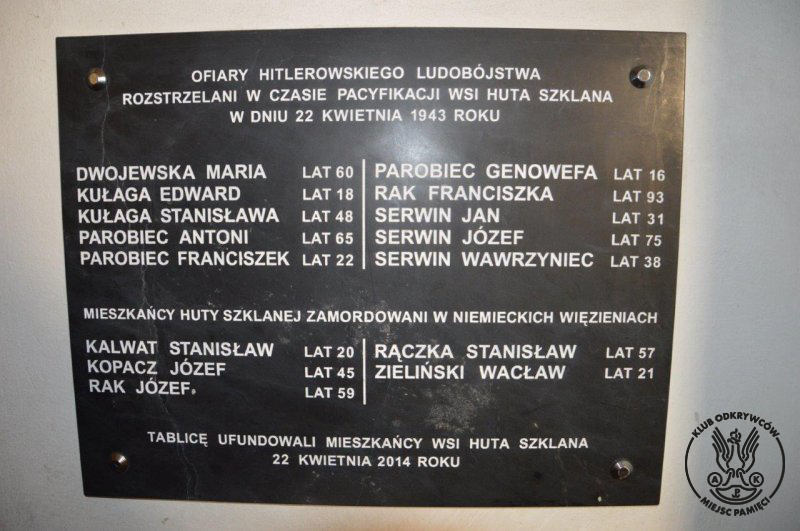 OFIARY HITLEROWSKIEGO LUDOBÓJSTWA
ROZSTRZELANI W CZASIE PACYFIKACJI WSI HUTA SZKLANA
W DNIU 22 KWIETNIA 1943 ROKU
DWOJEWSKA MARIA LAT 60
KUŁAGA EDWARD LAT 18
KUŁAGA STANISŁAWA LAT 48
PAROBIEC ANTONI LAT 65
PAROBIEC FRANCISZEK LAT 22
PAROBIEC GENOWEFA LAT 16
RAK FRANCISZKA LAT 93
SERWIN JAN LAT 31
SERWIN JÓZEF LAT 75
SERWIN WAWRZYNIEC LAT 38
MIESZKAŃCY HUTY SZKLANEJ ZAMORDOWANI W NIEMIECKICH WIĘZIENIACH
KALWAT STANISŁAW LAT 20
KOPACZ JÓZEF LAT 45
RAK JÓZEF LAT 59
RĄCZKA STANISŁAW LAT 57
ZIELIŃSKI WACŁAW LAT 21
TABLICĘ UFUNDOWALI MIESZKAŃCY WSI HUTA SZKLANA
22 KWIETNIA 2014 ROKU
KLUB ODKRYWCÓW
A K
MIEJSC PAMIĘCI